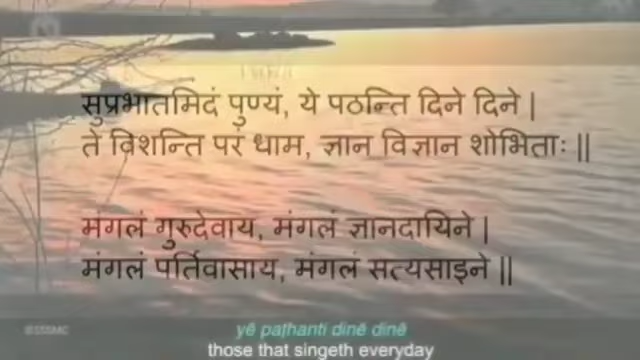 सुप्रभातमिदं पुण्यं, ये पठन्ति दिने दिने |
ते विशन्ति परं धाम, ज्ञान विज्ञान शोभिताः ||
मंगलं गुरुदेवाय, मंगलं ज्ञानदायिने |
मंगलं पर्तिवासाय, मंगलं सत्यसाइने ||
©SSSMC
yē paṭhanti dinē dinē
those that singeth everyday